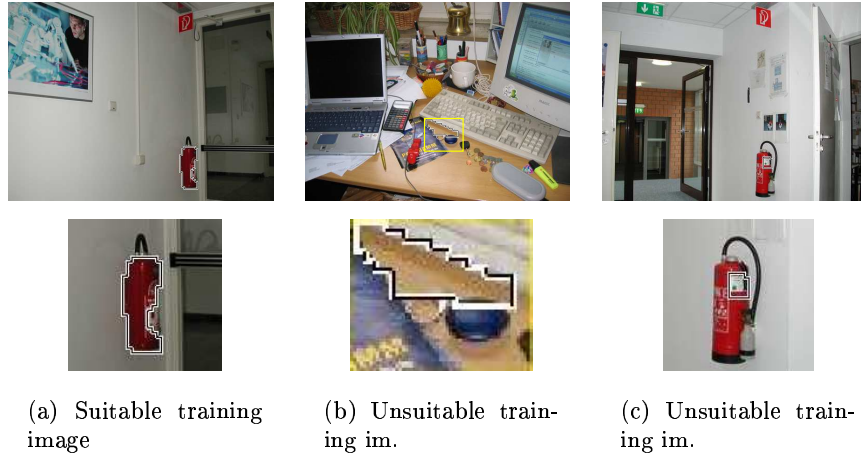 (a) Suitable training
image
(b) Unsuitable train-
ing im.
(c) Unsuitable train-
ing im.